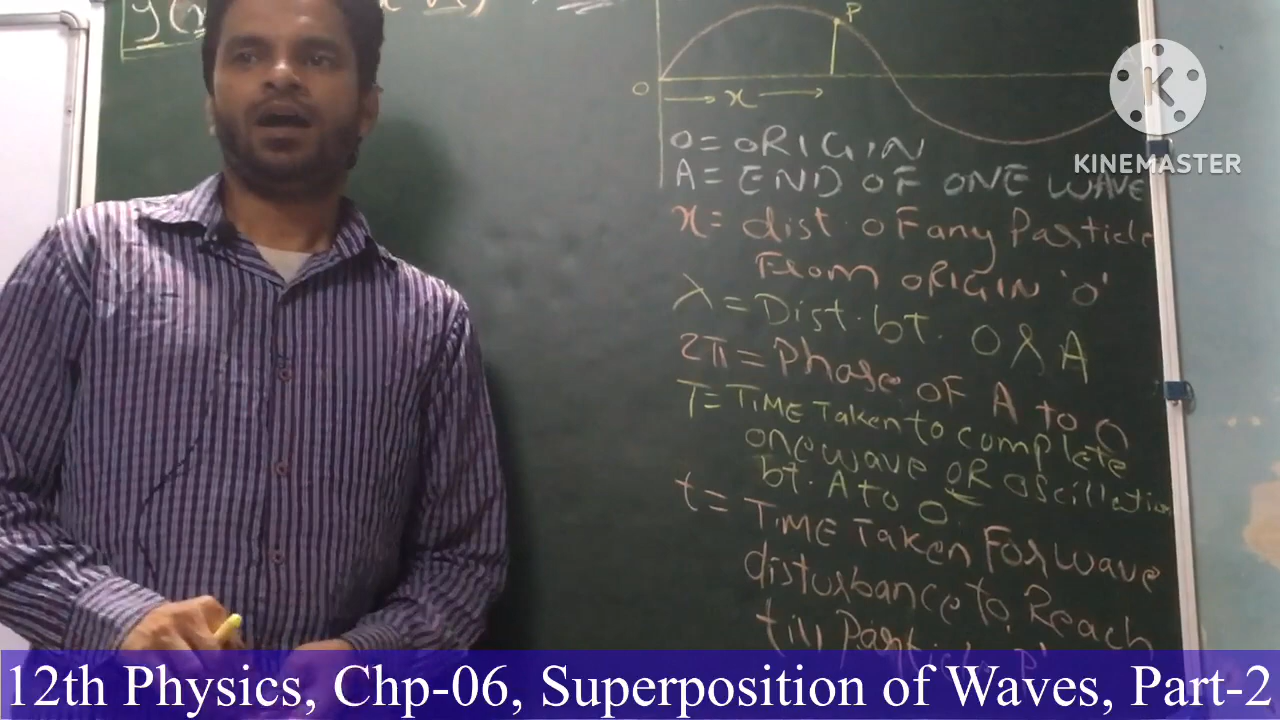 P
O
x
K
KINEMASTER
O = ORIGIN
A = END OF ONE WAVE
x = dist. OF any Particle
From ORIGIN 'O'
λ = Dist. bt. O & A
2π = Phase OF A to O
T = TIME Taken to complete
one wave OR oscillation
bt. A to O
t = TIME Taken For wave
disturbance to Reach
till Particle 'P'
12th Physics, Chp-06, Superposition of Waves, Part-2